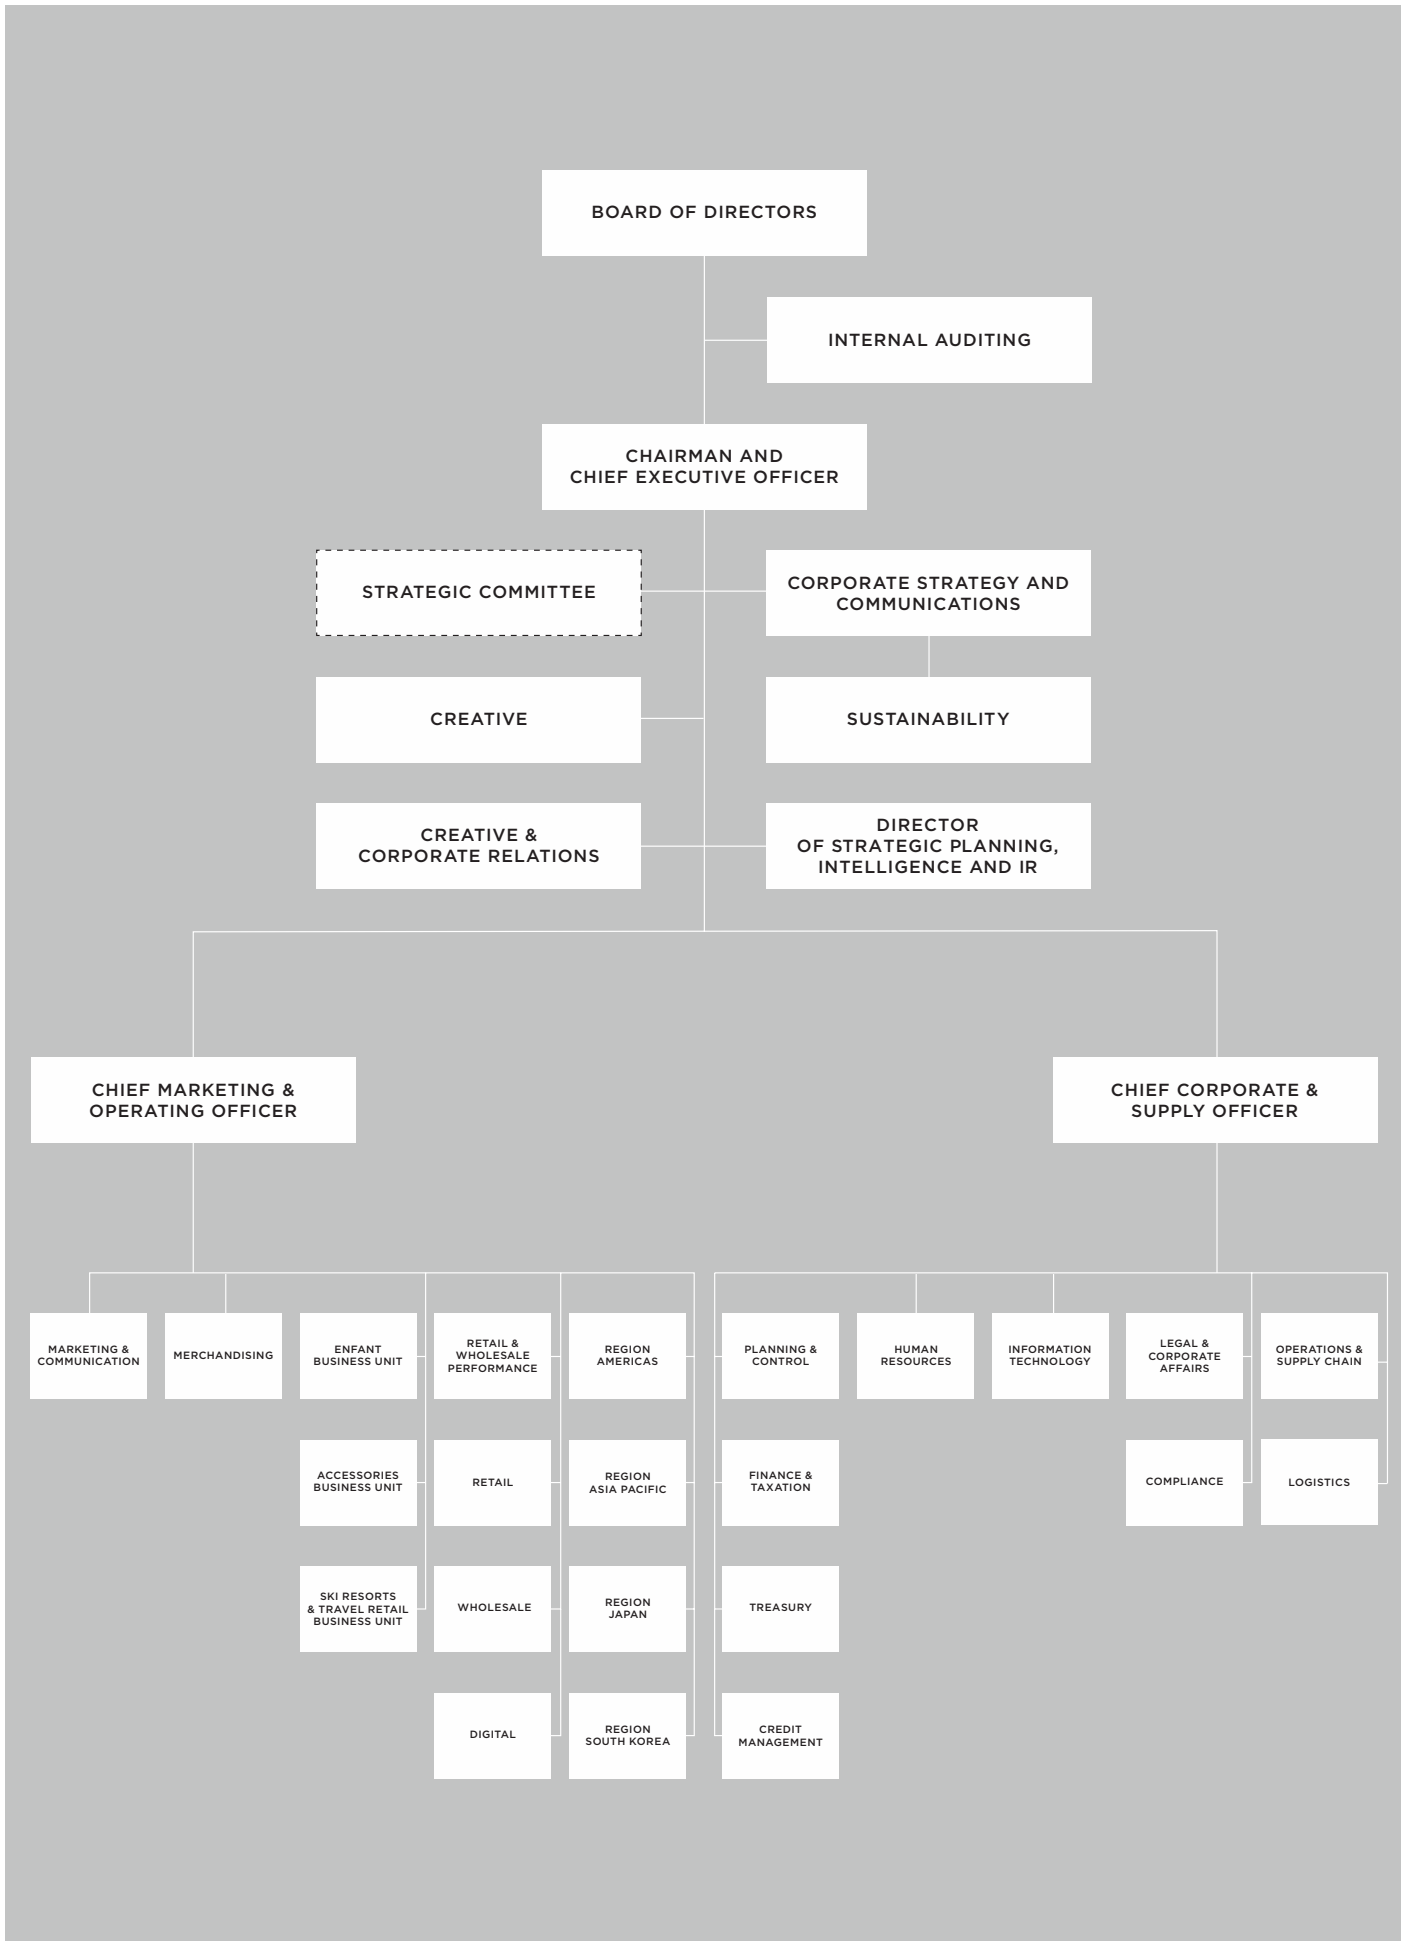 BOARD OF DIRECTORS
INTERNAL AUDITING
CHAIRMAN AND
CHIEF EXECUTIVE OFFICER
STRATEGIC COMMITTEE
CORPORATE STRATEGY AND
COMMUNICATIONS
CREATIVE
SUSTAINABILITY
CREATIVE &
CORPORATE RELATIONS
DIRECTOR
OF STRATEGIC PLANNING,
INTELLIGENCE AND IR
CHIEF MARKETING &
OPERATING OFFICER
CHIEF CORPORATE &
SUPPLY OFFICER
MARKETING &
COMMUNICATION
MERCHANDISING
ENFANT
BUSINESS UNIT
RETAIL &
WHOLESALE
PERFORMANCE
REGION
AMERICAS
PLANNING &
CONTROL
HUMAN
RESOURCES
INFORMATION
TECHNOLOGY
LEGAL &
CORPORATE
AFFAIRS
OPERATIONS &
SUPPLY CHAIN
ACCESSORIES
BUSINESS UNIT
RETAIL
REGION
ASIA PACIFIC
FINANCE &
TAXATION
COMPLIANCE
LOGISTICS
SKI RESORTS
& TRAVEL RETAIL
BUSINESS UNIT
WHOLESALE
REGION
JAPAN
TREASURY
DIGITAL
REGION
SOUTH KOREA
CREDIT
MANAGEMENT